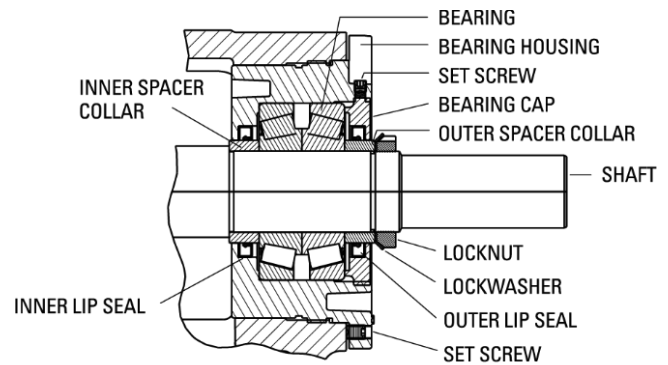 BEARING
BEARING HOUSING
SET SCREW
BEARING CAP
OUTER SPACER COLLAR
SHAFT
LOCKNUT
LOCKWASHER
OUTER LIP SEAL
SET SCREW
INNER SPACER
COLLAR
INNER LIP SEAL